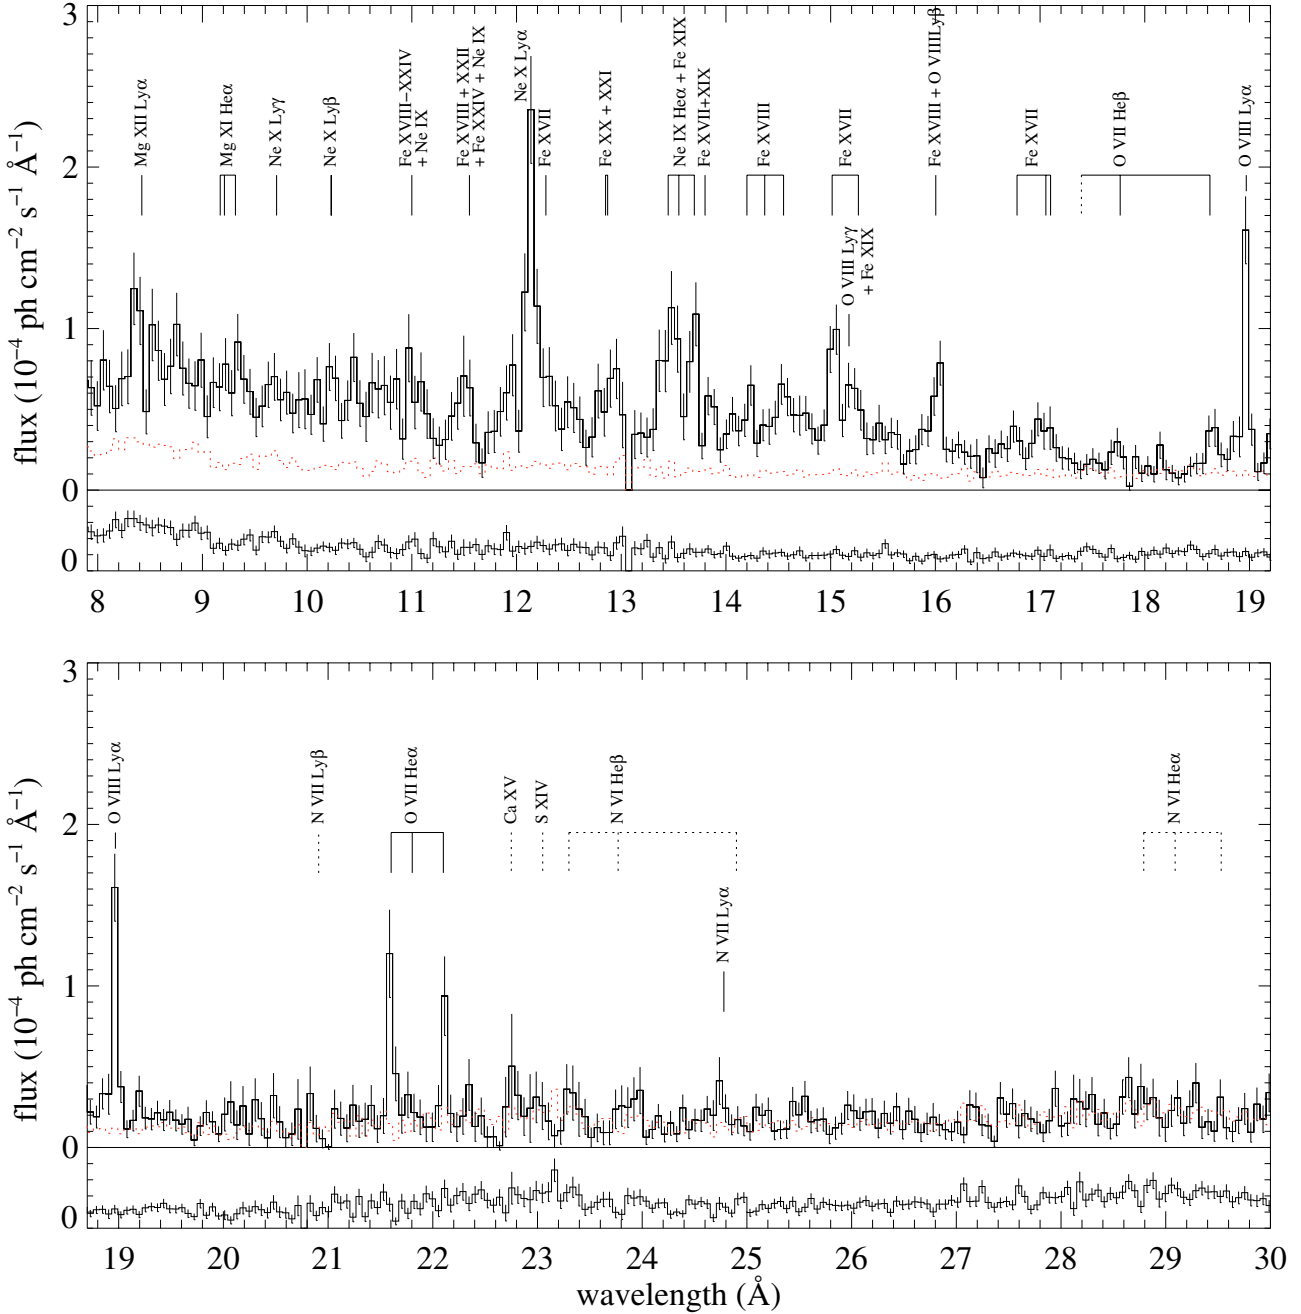 3
2
1
0
0
flux (10⁻⁴ ph cm⁻² s⁻¹ Å⁻¹)
Mg XII Lyα
Mg XI Heα
Ne X Lyγ
Ne X Lyβ
Fe XVIII−XXIV
+ Ne IX
Fe XVIII + XXII
+ Fe XXIV + Ne IX
Ne X Lyα
Fe XVII
Fe XX + XXI
Ne IX Heα + Fe XIX
Fe XVII+XIX
Fe XVIII
Fe XVII
O VIII Lyγ
+ Fe XIX
Fe XVIII + O VIIILyβ
Fe XVII
O VII Heβ
O VIII Lyα
8 9 10 11 12 13 14 15 16 17 18 19
3
2
1
0
0
flux (10⁻⁴ ph cm⁻² s⁻¹ Å⁻¹)
O VIII Lyα
N VII Lyβ
O VII Heα
Ca XV
S XIV
N VI Heβ
N VII Lyα
N VI Heα
19 20 21 22 23 24 25 26 27 28 29 30
wavelength (Å)